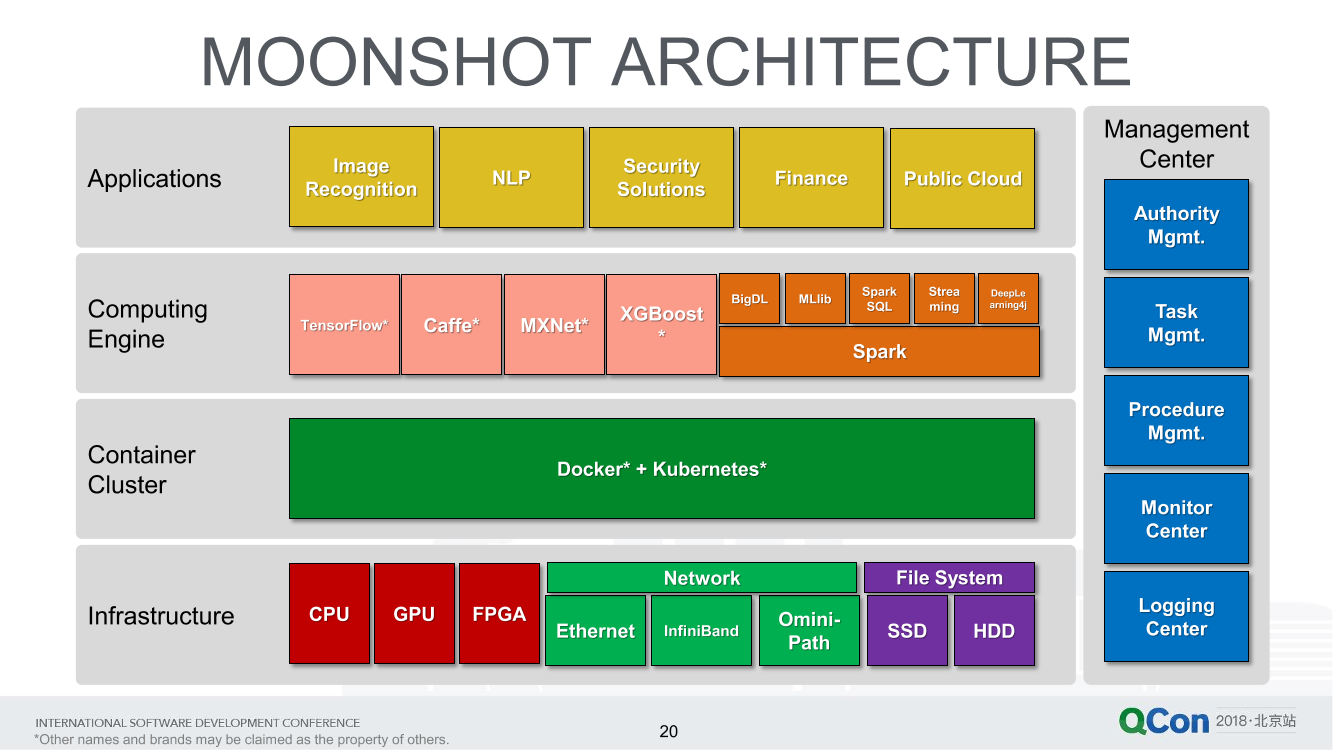 MOONSHOT ARCHITECTURE
Applications
Image
Recognition
NLP
Security
Solutions
Finance
Public Cloud
Computing
Engine
TensorFlow*
Caffe*
MXNet*
XGBoost
*
BigDL
MLlib
Spark
SQL
Strea
ming
DeepLe
arning4j
Spark
Container
Cluster
Docker* + Kubernetes*
Infrastructure
CPU
GPU
FPGA
Network
Ethernet
InfiniBand
Omini-
Path
File System
SSD
HDD
Management
Center
Authority
Mgmt.
Task
Mgmt.
Procedure
Mgmt.
Monitor
Center
Logging
Center
INTERNATIONAL SOFTWARE DEVELOPMENT CONFERENCE
*Other names and brands may be claimed as the property of others.
20
QCon 2018·北京站